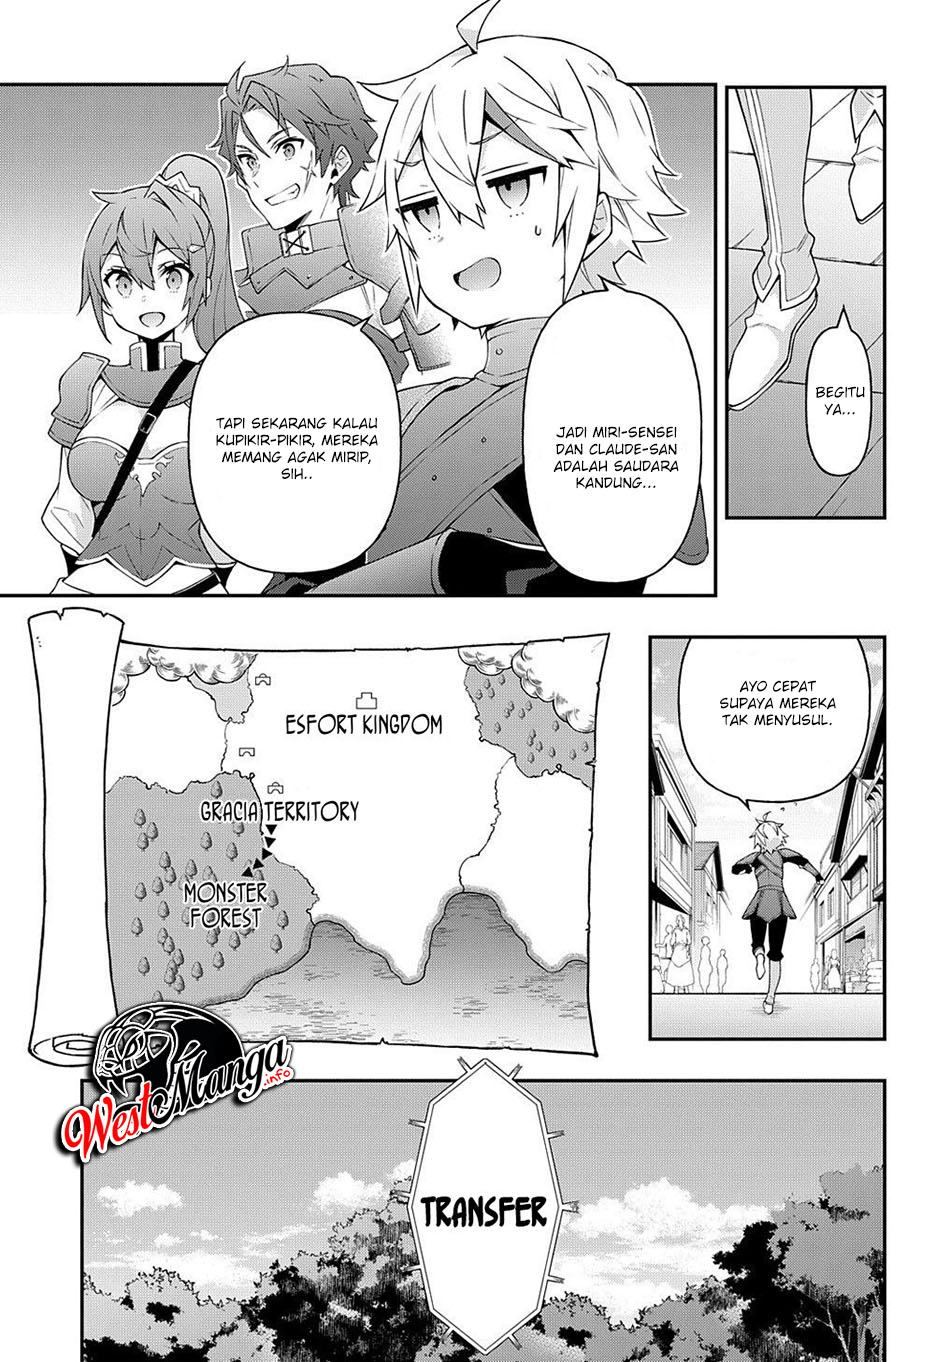 BEGITU
YA...
JADI MIRI-SENSEI
DAN CLAUDE-SAN
ADALAH SAUDARA
KANDUNG...
TAPI SEKARANG KALAU
KUPIKIR-PIKIR, MEREKA
MEMANG AGAK MIRIP,
SIH..
AYO CEPAT
SUPAYA MEREKA
TAK MENYUSUL.
ESFORT KINGDOM
GRACIA TERRITORY
MONSTER
FOREST
WestManga
.info
TRANSFER